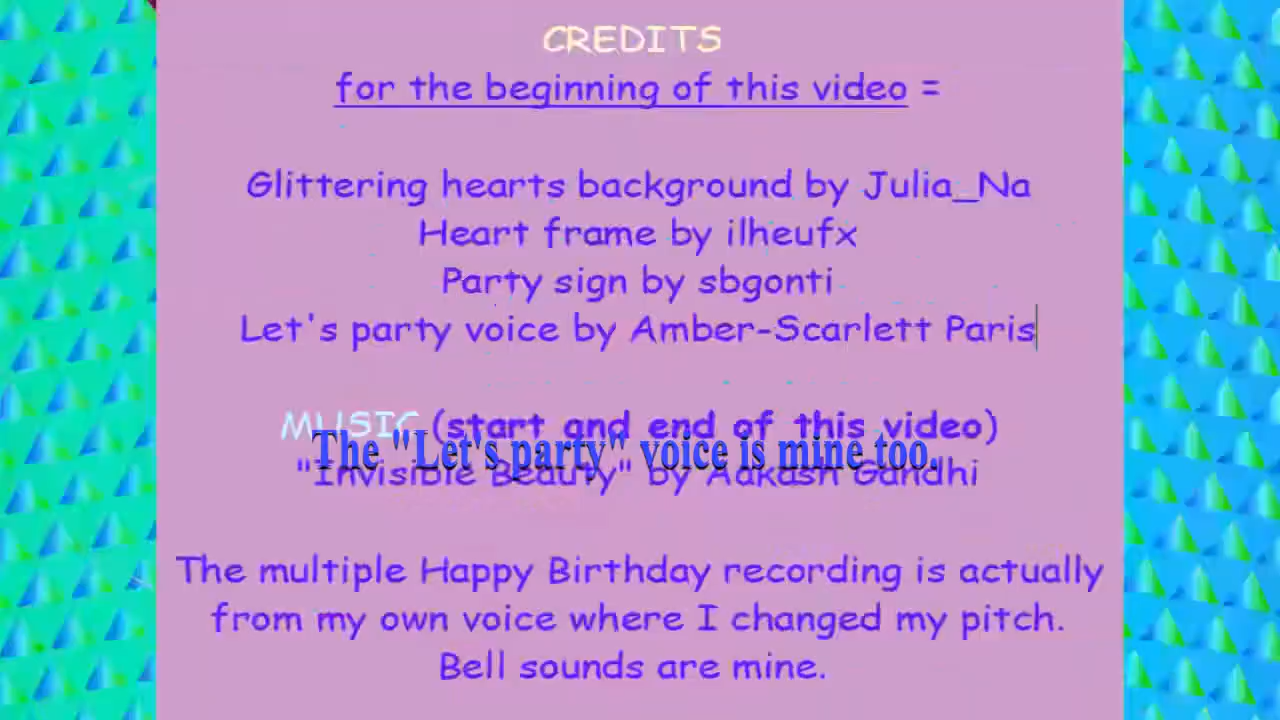 CREDITS
for the beginning of this video =
Glittering hearts background by Julia_Na
Heart frame by ilheufx
Party sign by sbgonti
Let's party voice by Amber-Scarlett Paris
MUSIC (start and end of this video)
The "Let's party" voice is mine too.
"Invisible Beauty" by Aakash Gandhi
The multiple Happy Birthday recording is actually
from my own voice where I changed my pitch.
Bell sounds are mine.